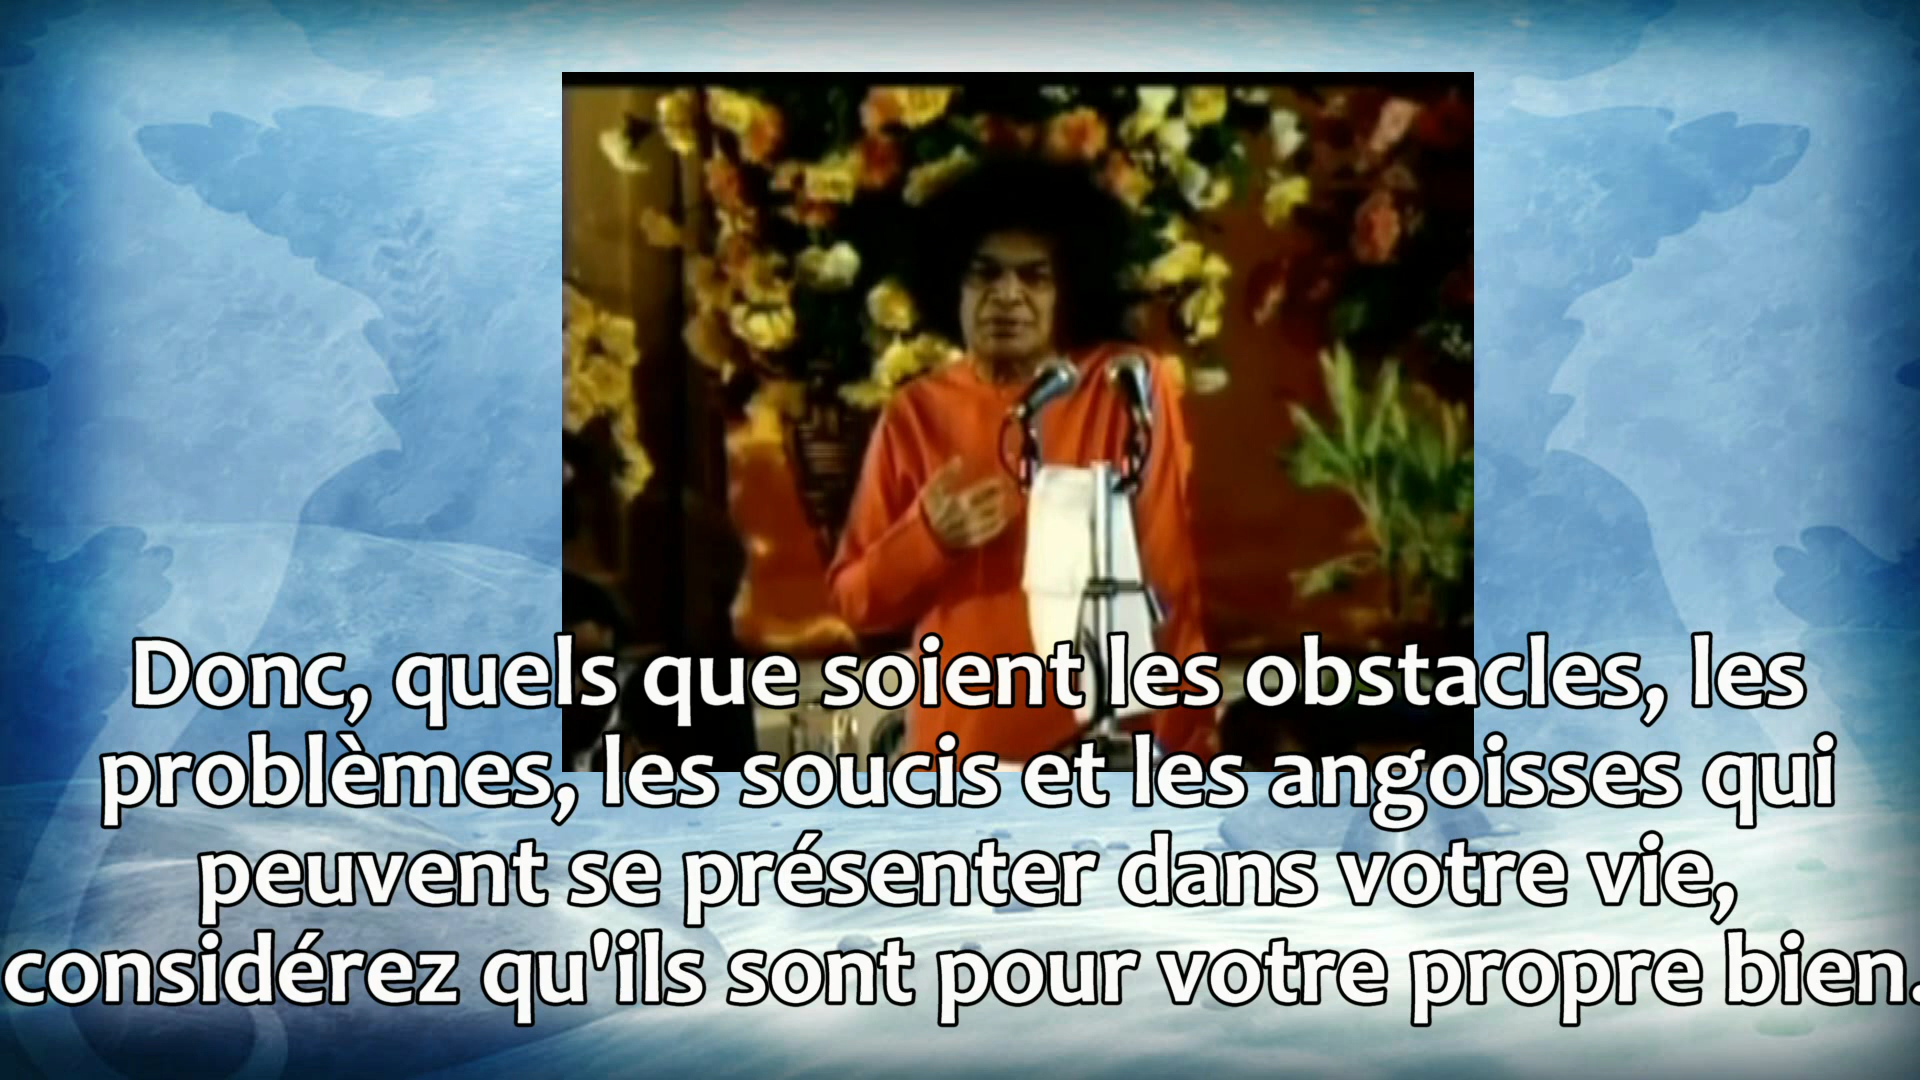 Donc, quels que soient les obstacles, les
problèmes, les soucis et les angoisses qui
peuvent se présenter dans votre vie,
considérez qu'ils sont pour votre propre bien.